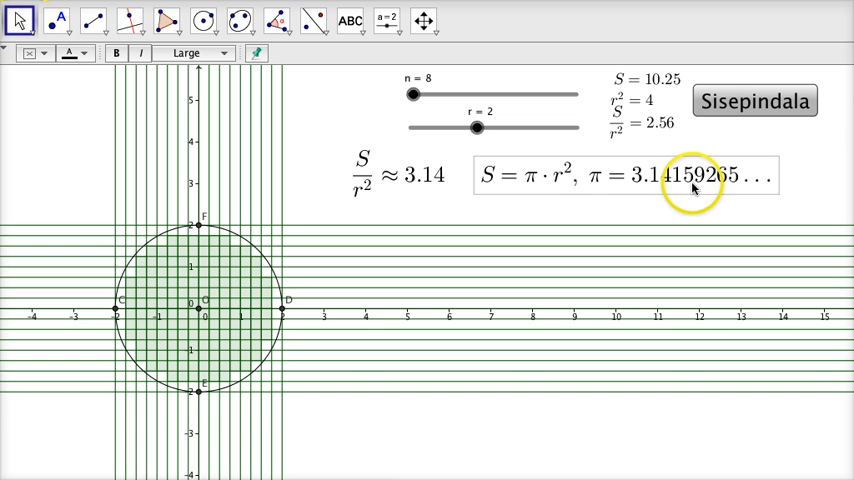 ABC
a=2
A
B
I
Large
n = 8
r = 2
S = 10.25
r² = 4
S/r² = 2.56
Sisepindala
S/r² ≈ 3.14
S = π · r², π = 3.14159265...
5
4
3
F
2
1
C
O
D
0
-4 -3 -2 -1 0 1 2 3 4 5 6 7 8 9 10 11 12 13 14 15
-1
E
-2
-3
-4